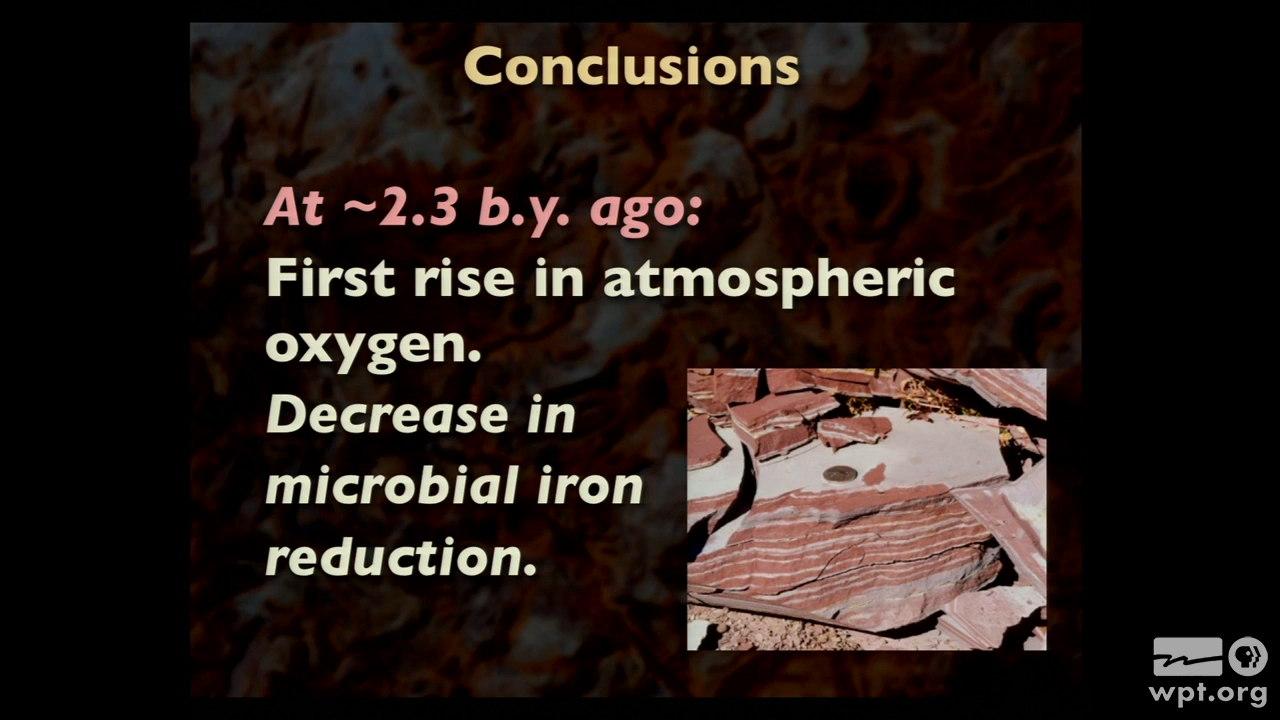 Conclusions
At ~2.3 b.y. ago:
First rise in atmospheric
oxygen.
Decrease in
microbial iron
reduction.
wpt.org